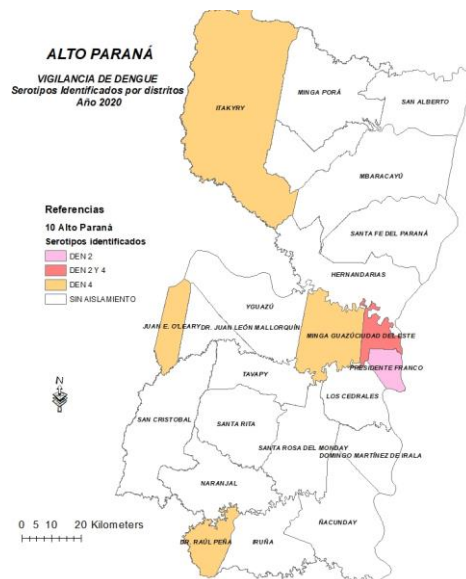 ALTO PARANÁ
VIGILANCIA DE DENGUE
Serotipos Identificados por distritos
Año 2020
ITAKYRY
MINGA PORÁ
SAN ALBERTO
MBARACAYÚ
SANTA FE DEL PARANÁ
HERNANDARIAS
Referencias
10 Alto Paraná
Serotipos identificados
DEN 2
DEN 2 Y 4
DEN 4
SIN AISLAMIENTO
YGUAZÚ
JUAN E. O'LEARY
DR. JUAN LEÓN MALLORQUÍN
MINGA GUAZÚ
CIUDAD DEL ESTE
PRESIDENTE FRANCO
TAVAPY
LOS CEDRALES
N
SAN CRISTOBAL
SANTA RITA
SANTA ROSA DEL MONDAY
DOMINGO MARTÍNEZ DE IRALA
NARANJAL
ÑACUNDAY
DR. RAÚL PEÑA
IRUÑA
0 5 10 20 Kilometers